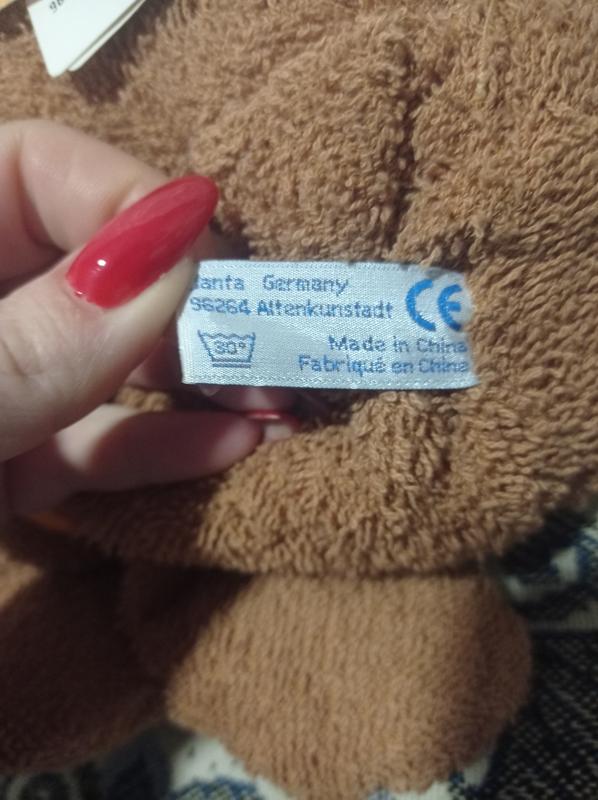 Germany
96264 Altenkunstadt
CE
30°
Made in China
Fabriqué en China